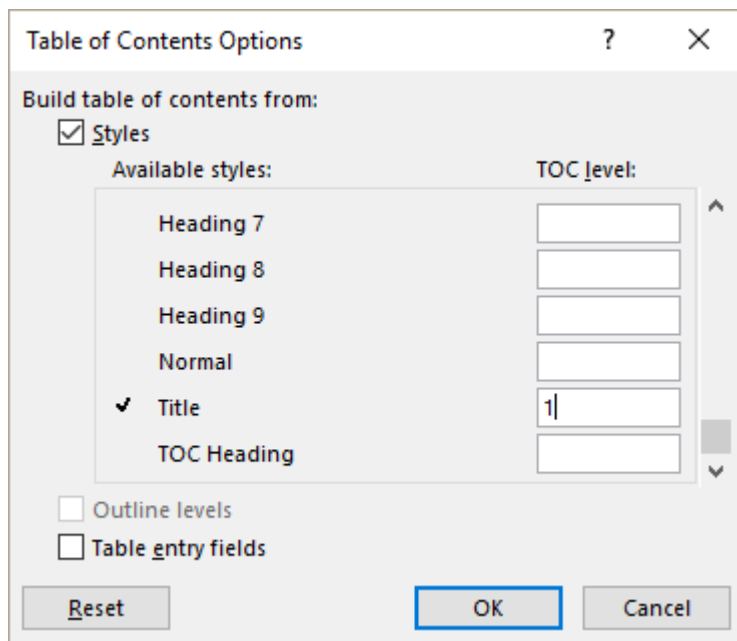 Table of Contents Options ?
Build table of contents from:
Styles
Available styles: TOC level:
Heading 7
Heading 8
Heading 9
Normal
Title 1
TOC Heading
Outline levels
Table entry fields
Reset OK Cancel